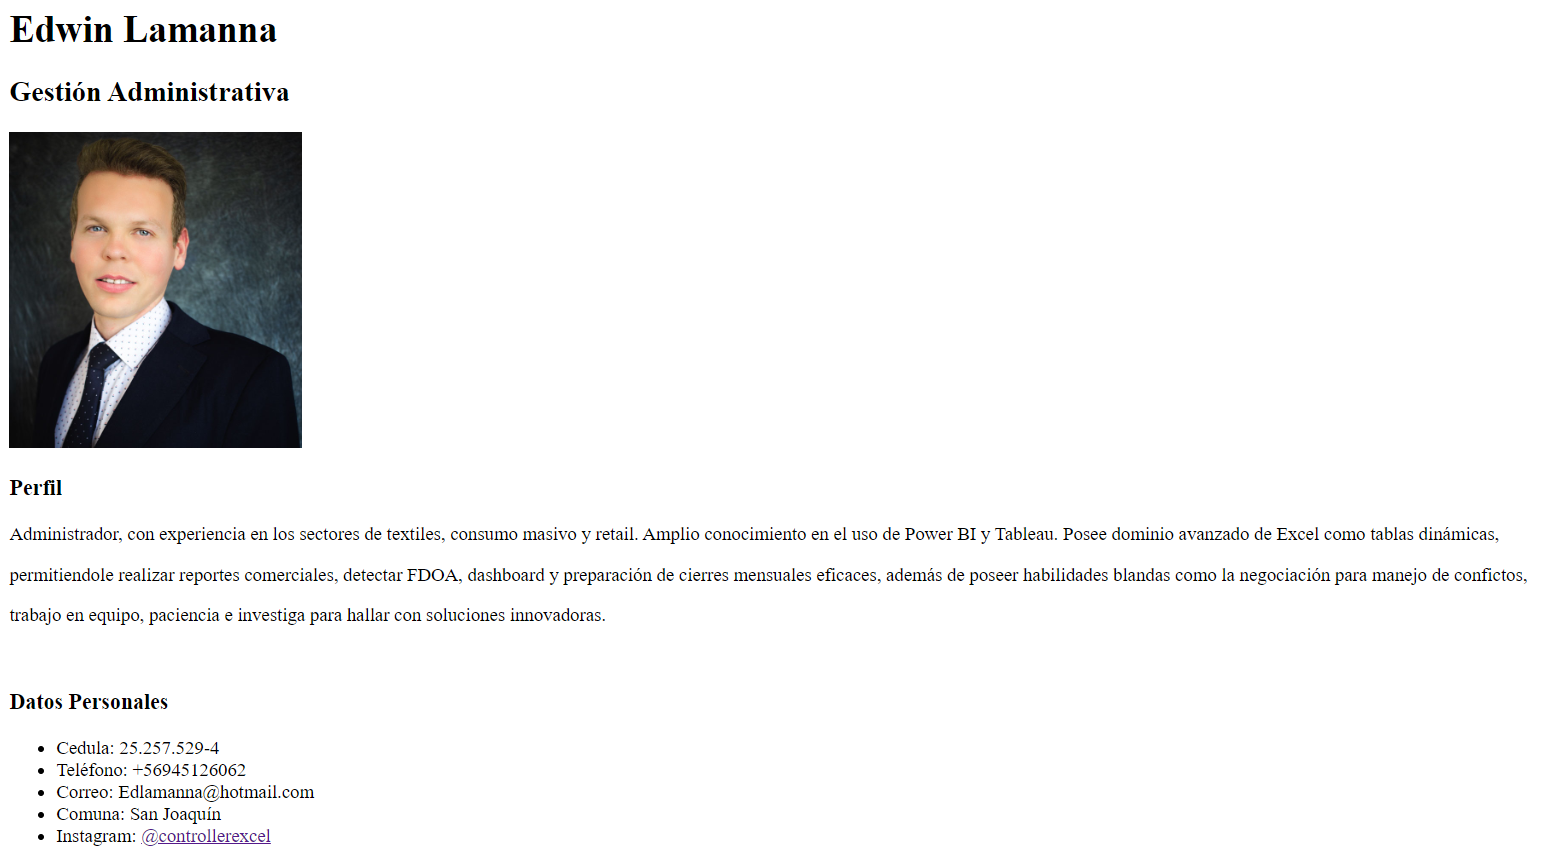 Edwin Lamanna
Gestión Administrativa
Perfil
Administrador, con experiencia en los sectores de textiles, consumo masivo y retail. Amplio conocimiento en el uso de Power BI y Tableau. Posee dominio avanzado de Excel como tablas dinámicas,
permitiendole realizar reportes comerciales, detectar FDOA, dashboard y preparación de cierres mensuales eficaces, además de poseer habilidades blandas como la negociación para manejo de confictos,
trabajo en equipo, paciencia e investiga para hallar con soluciones innovadoras.
Datos Personales
• Cedula: 25.257.529-4
• Teléfono: +56945126062
• Correo: Edlamanna@hotmail.com
• Comuna: San Joaquín
• Instagram: @controllerexcel